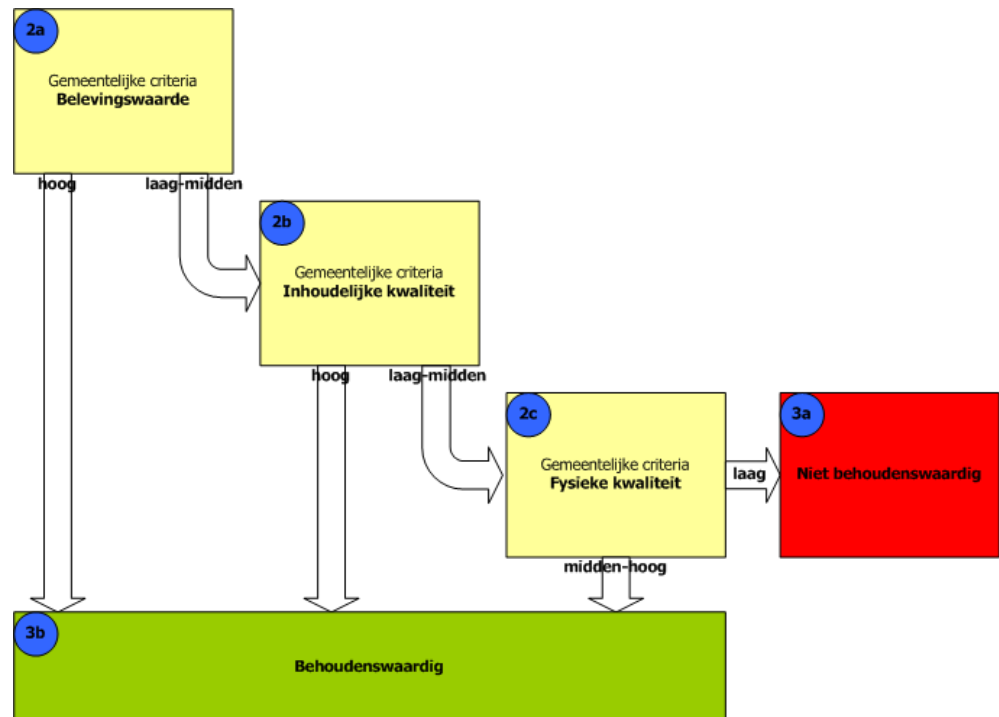 2a
Gemeentelijke criteria
Belevingswaarde
hoog
laag-midden
2b
Gemeentelijke criteria
Inhoudelijke kwaliteit
hoog
laag-midden
2c
Gemeentelijke criteria
Fysieke kwaliteit
laag
3a
Niet behoudenswaardig
midden-hoog
3b
Behoudenswaardig